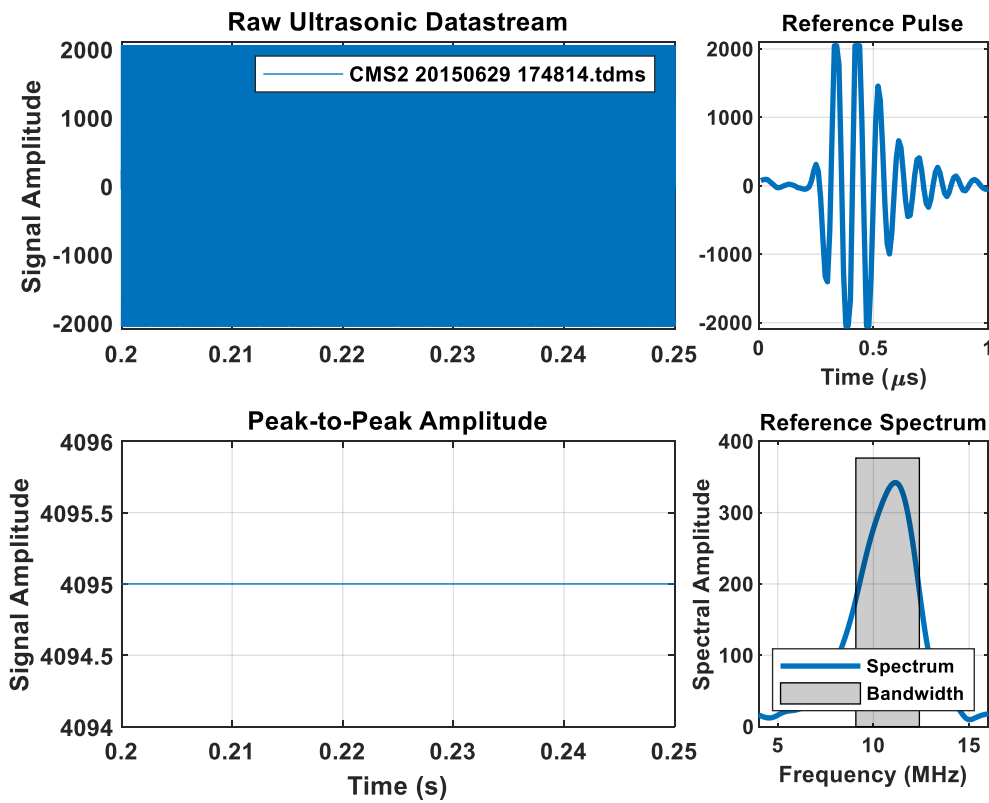 Raw Ultrasonic Datastream
Signal Amplitude
2000
1000
0
-1000
-2000
CMS2 20150629 174814.tdms
0.2
0.21
0.22
0.23
0.24
0.25
Reference Pulse
2000
1000
0
-1000
-2000
0
0.5
1
Time (μs)
Peak-to-Peak Amplitude
Signal Amplitude
4096
4095.5
4095
4094.5
4094
0.2
0.21
0.22
0.23
0.24
0.25
Time (s)
Reference Spectrum
Spectral Amplitude
400
300
200
100
0
Spectrum
Bandwidth
5
10
15
Frequency (MHz)